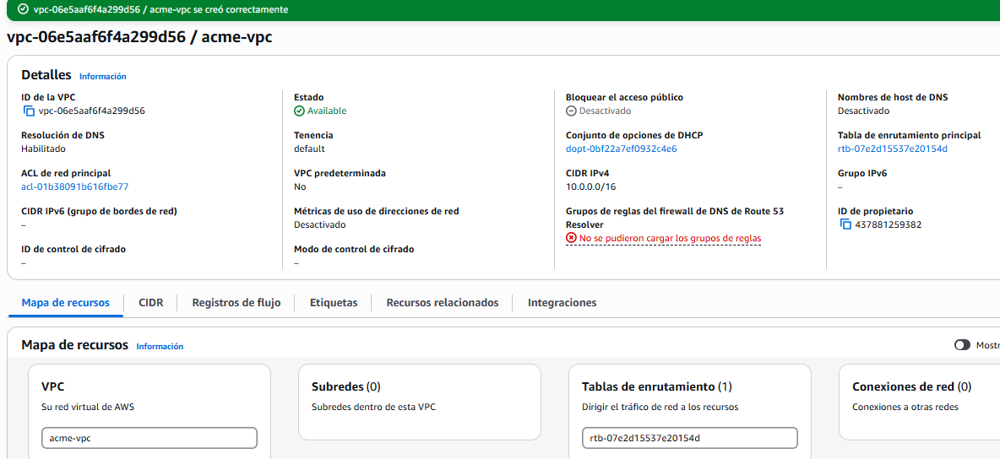 vpc-06e5aaf6f4a299d56 / acme-vpc se creó correctamente
vpc-06e5aaf6f4a299d56 / acme-vpc
Detalles Información
ID de la VPC
vpc-06e5aaf6f4a299d56
Estado
Available
Bloquear el acceso público
Desactivado
Nombres de host de DNS
Desactivado
Resolución de DNS
Habilitado
Tenencia
default
Conjunto de opciones de DHCP
dopt-0bf22a7ef0932c4e6
Tabla de enrutamiento principal
rtb-07e2d15537e20154d
ACL de red principal
acl-01b38091b616fbe77
VPC predeterminada
No
CIDR IPv4
10.0.0.0/16
Grupo IPv6
–
CIDR IPv6 (grupo de bordes de red)
–
Métricas de uso de direcciones de red
Desactivado
Grupos de reglas del firewall de DNS de Route 53
Resolver
No se pudieron cargar los grupos de reglas
ID de propietario
437881259382
ID de control de cifrado
–
Modo de control de cifrado
–
Mapa de recursos CIDR Registros de flujo Etiquetas Recursos relacionados Integraciones
Mapa de recursos Información
Mostr
VPC
Su red virtual de AWS
acme-vpc
Subredes (0)
Subredes dentro de esta VPC
Tablas de enrutamiento (1)
Dirigir el tráfico de red a los recursos
rtb-07e2d15537e20154d
Conexiones de red (0)
Conexiones a otras redes